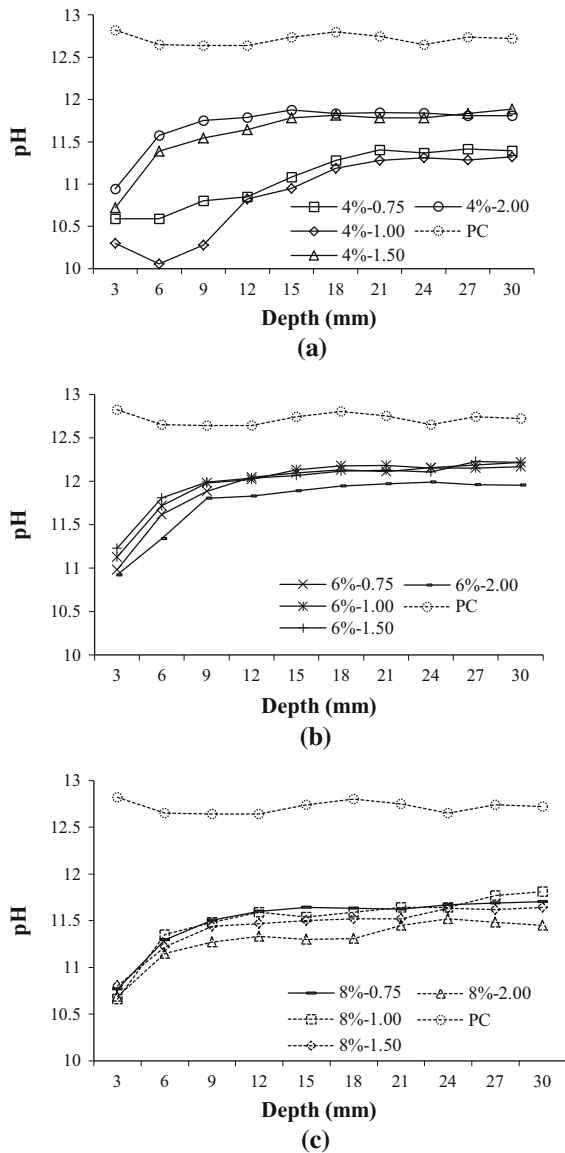 13
12.5
12
11.5
11
10.5
10
pH
4%-0.75 4%-2.00
4%-1.00 PC
4%-1.50
3 6 9 12 15 18 21 24 27 30
Depth (mm)
(a)
13
12.5
12
11.5
11
10.5
10
pH
6%-0.75 6%-2.00
6%-1.00 PC
6%-1.50
3 6 9 12 15 18 21 24 27 30
Depth (mm)
(b)
13
12.5
12
11.5
11
10.5
10
pH
8%-0.75 8%-2.00
8%-1.00 PC
8%-1.50
3 6 9 12 15 18 21 24 27 30
Depth (mm)
(c)